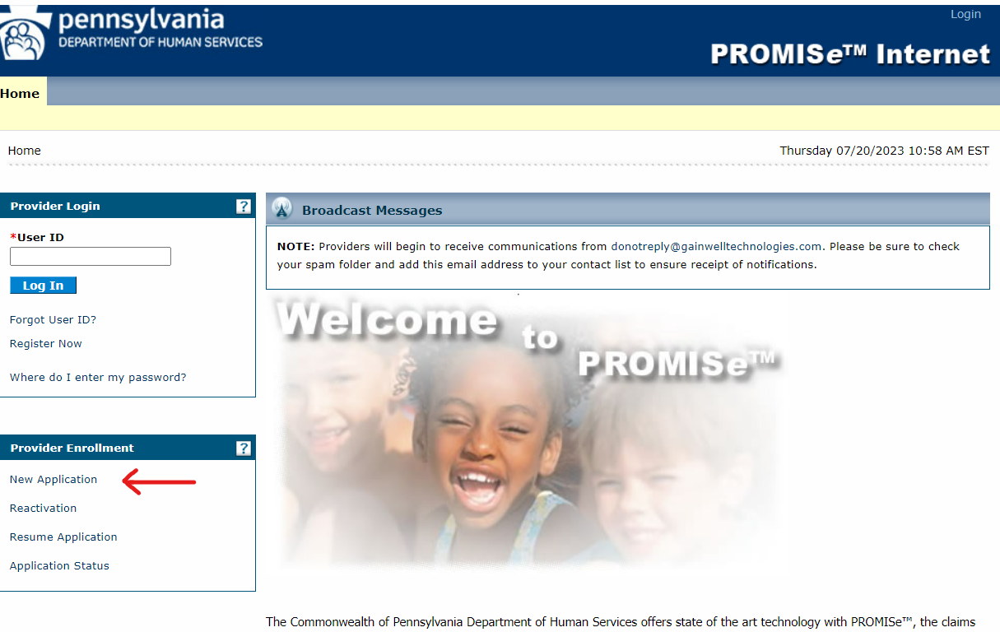 pennsylvania
DEPARTMENT OF HUMAN SERVICES
Login
PROMISe™ Internet
Home
Home
Thursday 07/20/2023 10:58 AM EST
Provider Login
?
*User ID
Log In
Forgot User ID?
Register Now
Where do I enter my password?
Provider Enrollment
?
New Application
Reactivation
Resume Application
Application Status
Broadcast Messages
NOTE: Providers will begin to receive communications from donotreply@gainwelltechnologies.com. Please be sure to check
your spam folder and add this email address to your contact list to ensure receipt of notifications.
Welcome
to
PROMISe™
The Commonwealth of Pennsylvania Department of Human Services offers state of the art technology with PROMISe™, the claims